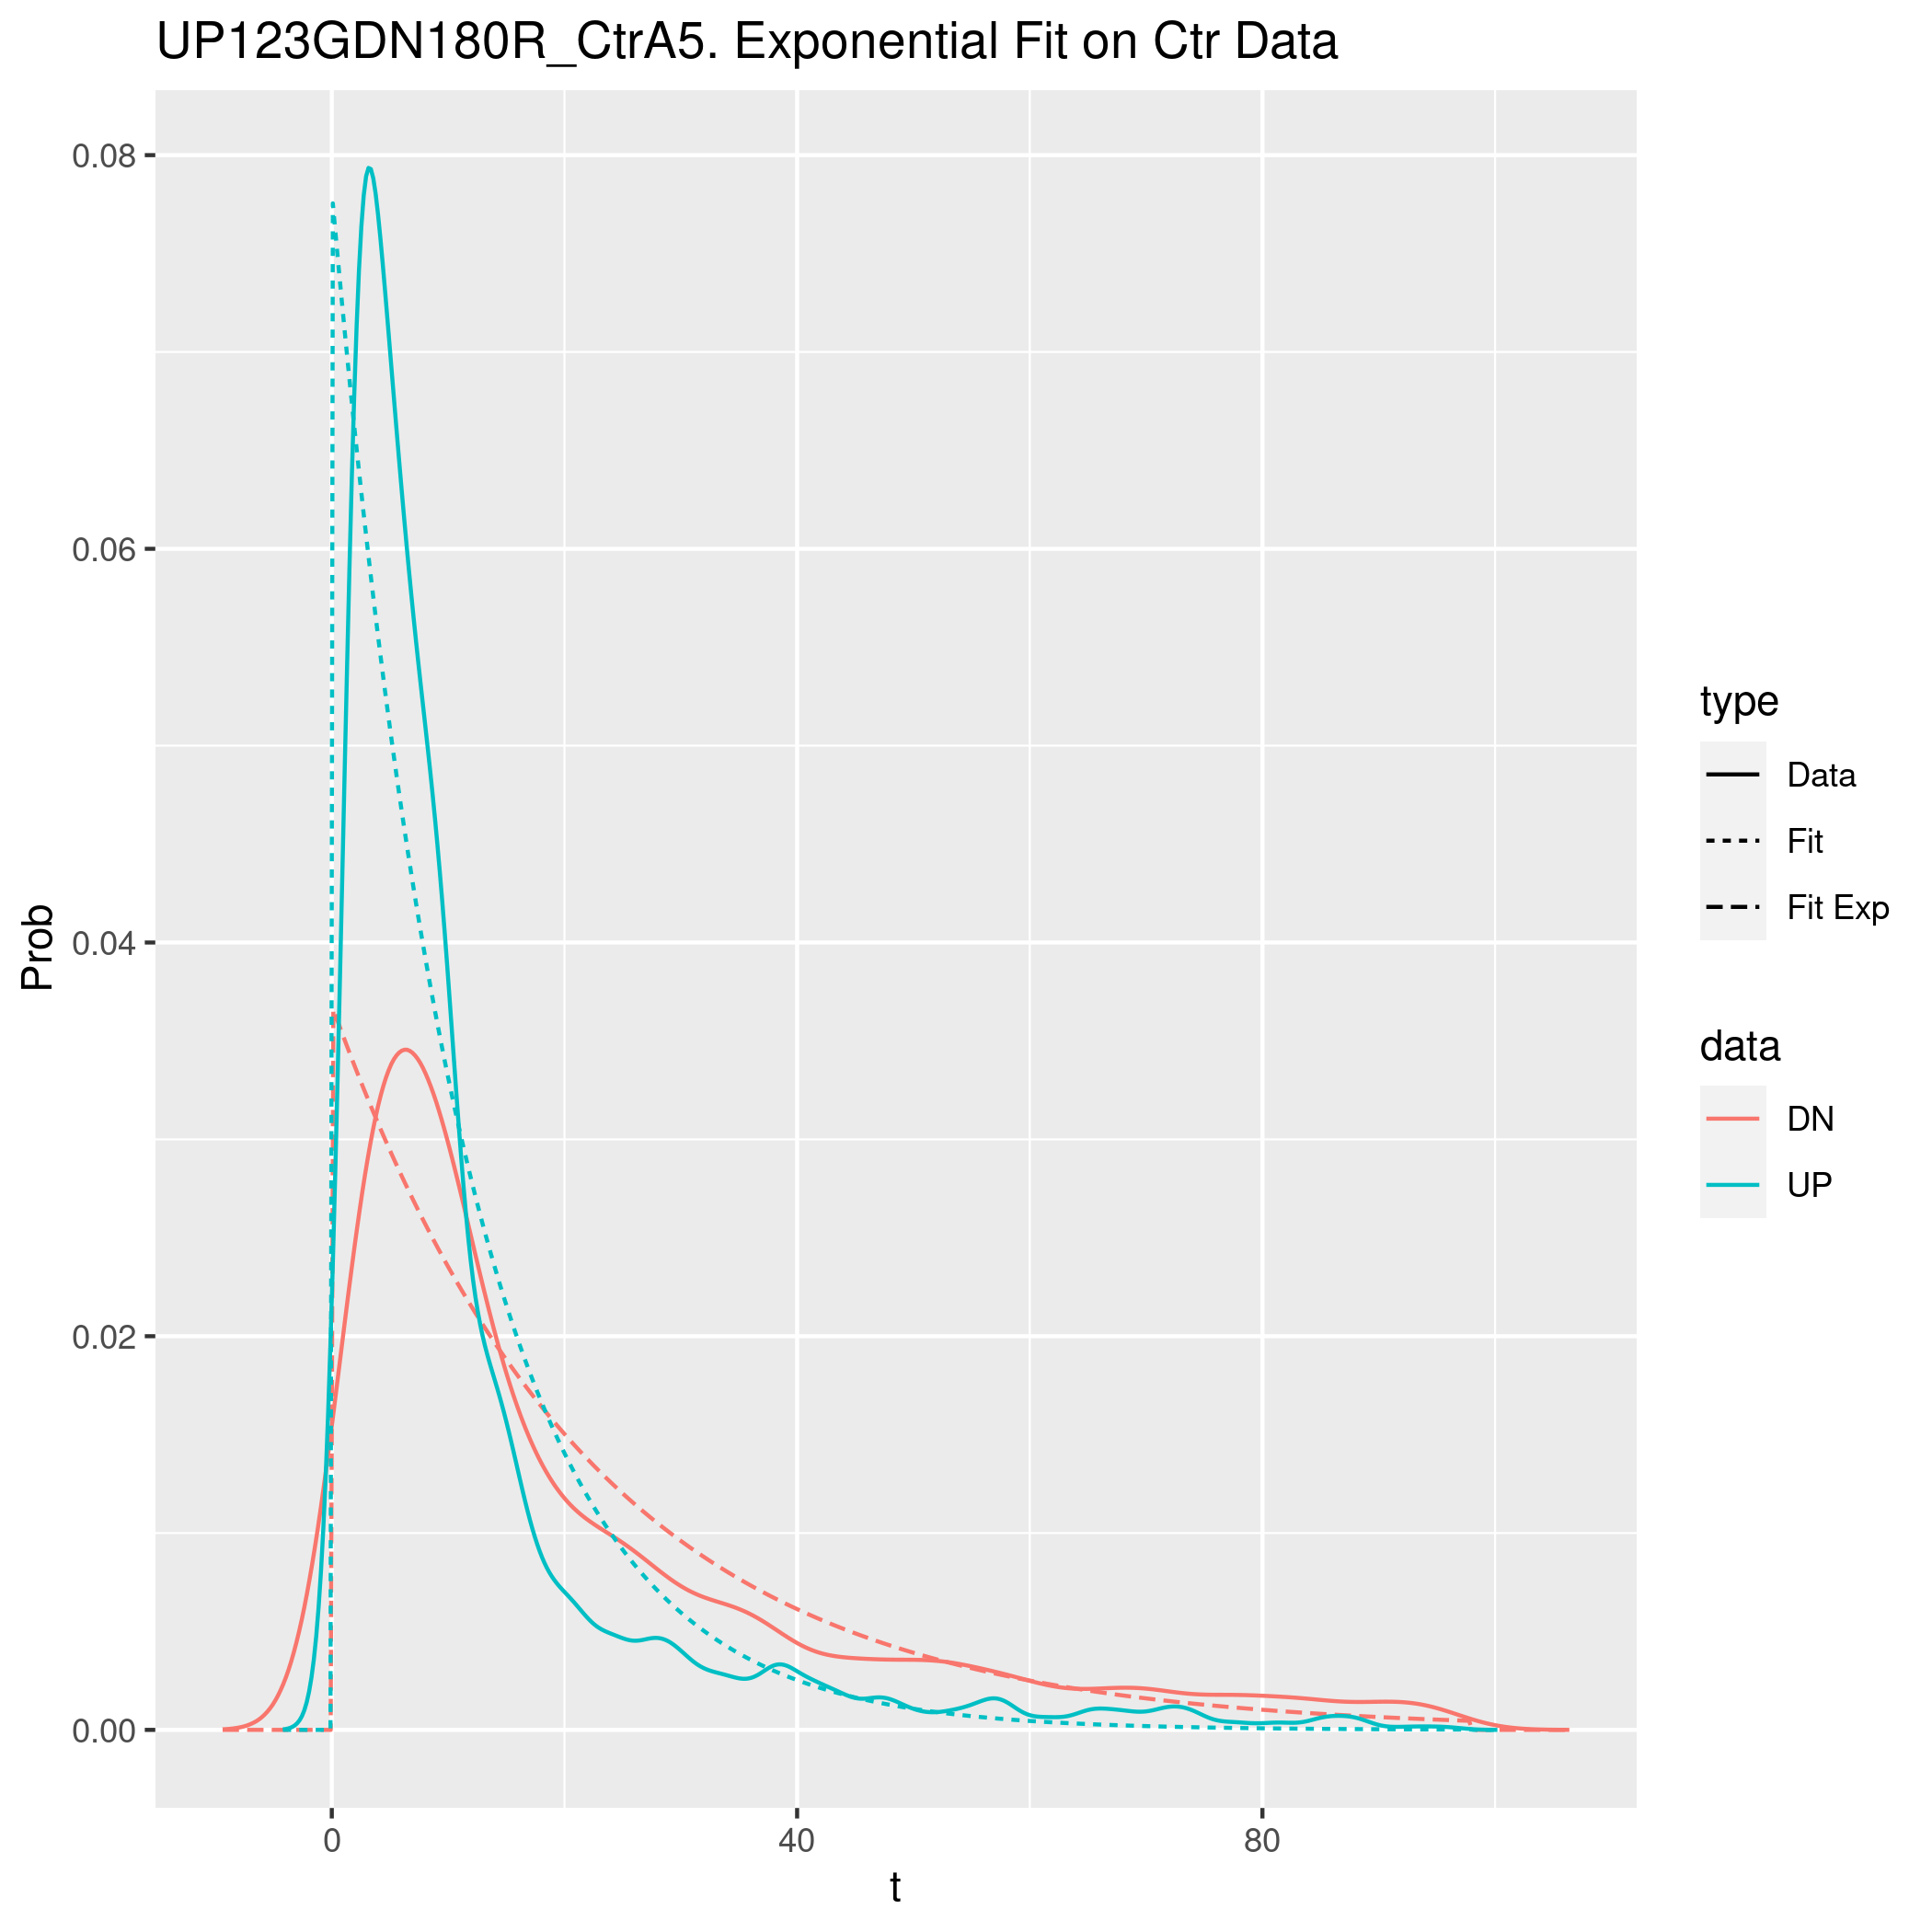 UP123GDN180R_CtrA5. Exponential Fit on Ctr Data
0.08
0.06
0.04
0.02
0.00
Prob
0
40
80
t
type
Data
Fit
Fit Exp
data
DN
UP